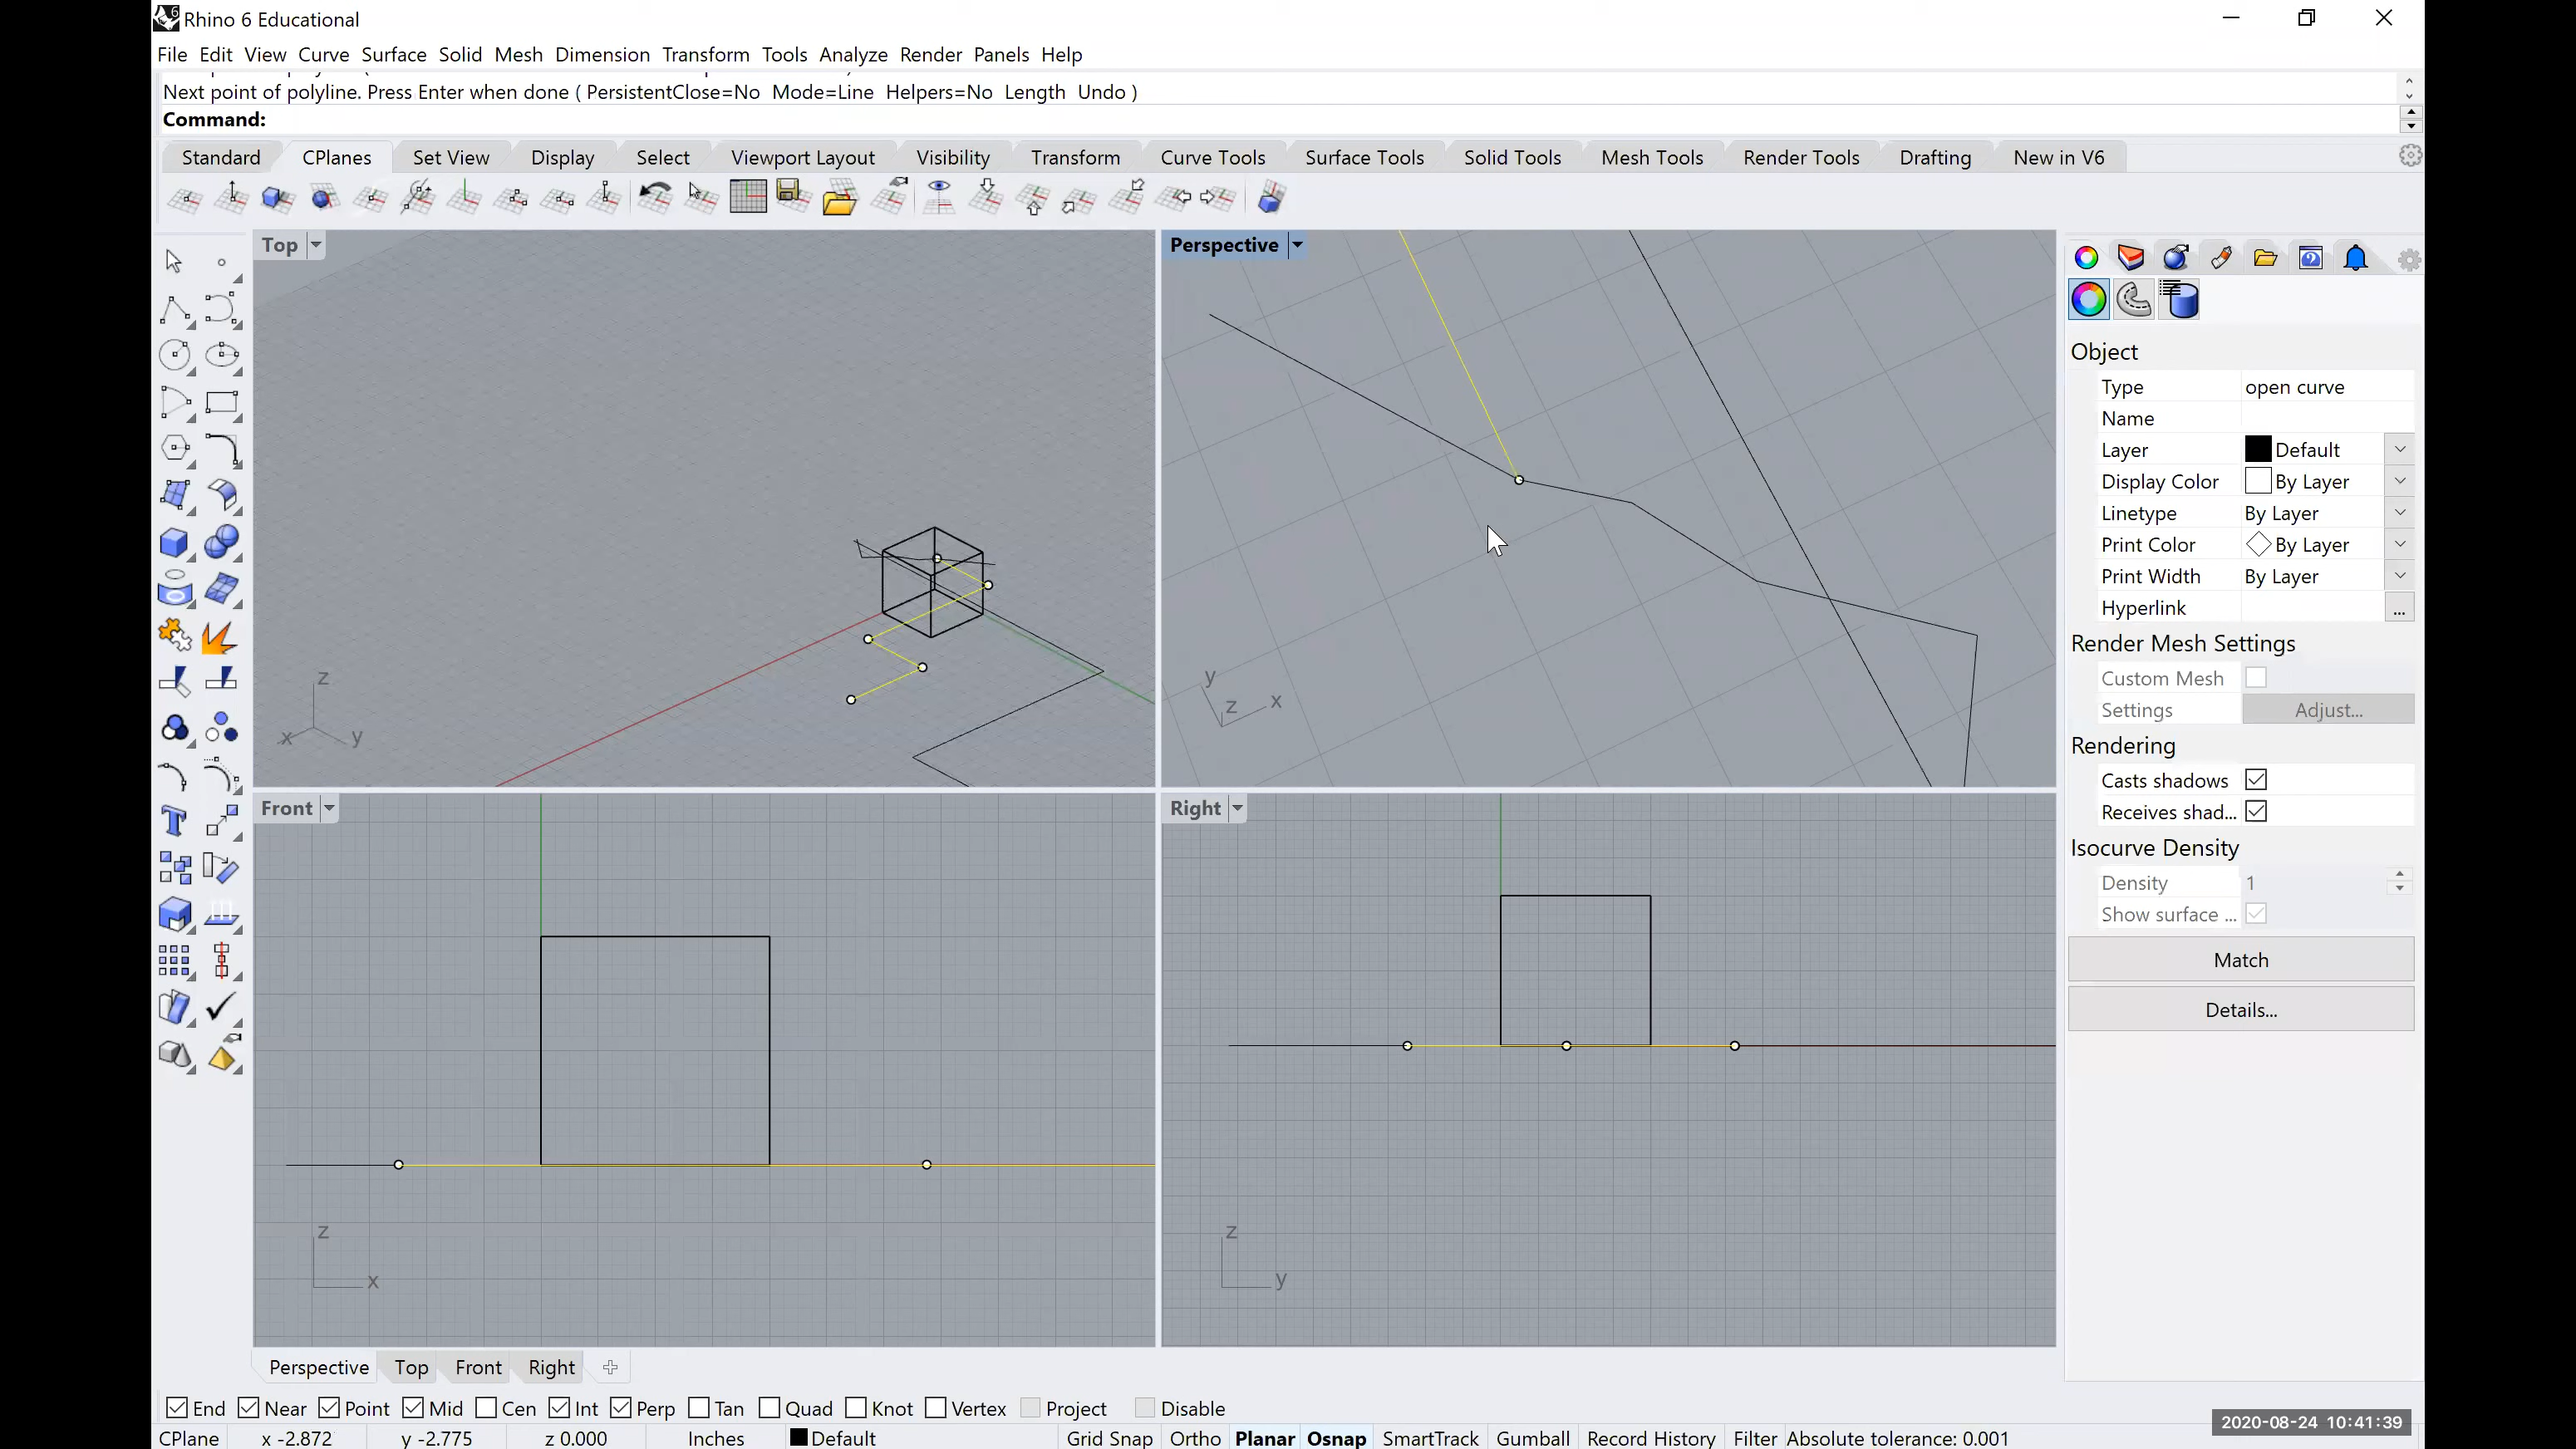 Rhino 6 Educational
File Edit View Curve Surface Solid Mesh Dimension Transform Tools Analyze Render Panels Help
Next point of polyline. Press Enter when done ( PersistentClose=No Mode=Line Helpers=No Length Undo )
Command:
Standard CPlanes Set View Display Select Viewport Layout Visibility Transform Curve Tools Surface Tools Solid Tools Mesh Tools Render Tools Drafting New in V6
Top
z
x
y
Perspective
y
z
x
Front
z
x
Right
z
y
Object
Type open curve
Name
Layer Default
Display Color By Layer
Linetype By Layer
Print Color By Layer
Print Width By Layer
Hyperlink ...
Render Mesh Settings
Custom Mesh
Settings Adjust...
Rendering
Casts shadows
Receives shad...
Isocurve Density
Density 1
Show surface ...
Match
Details...
Perspective Top Front Right
End Near Point Mid Cen Int Perp Tan Quad Knot Vertex Project Disable
2020-08-24 10:41:39
CPlane x -2.872 y -2.775 z 0.000 Inches Default Grid Snap Ortho Planar Osnap SmartTrack Gumball Record History Filter Absolute tolerance: 0.001